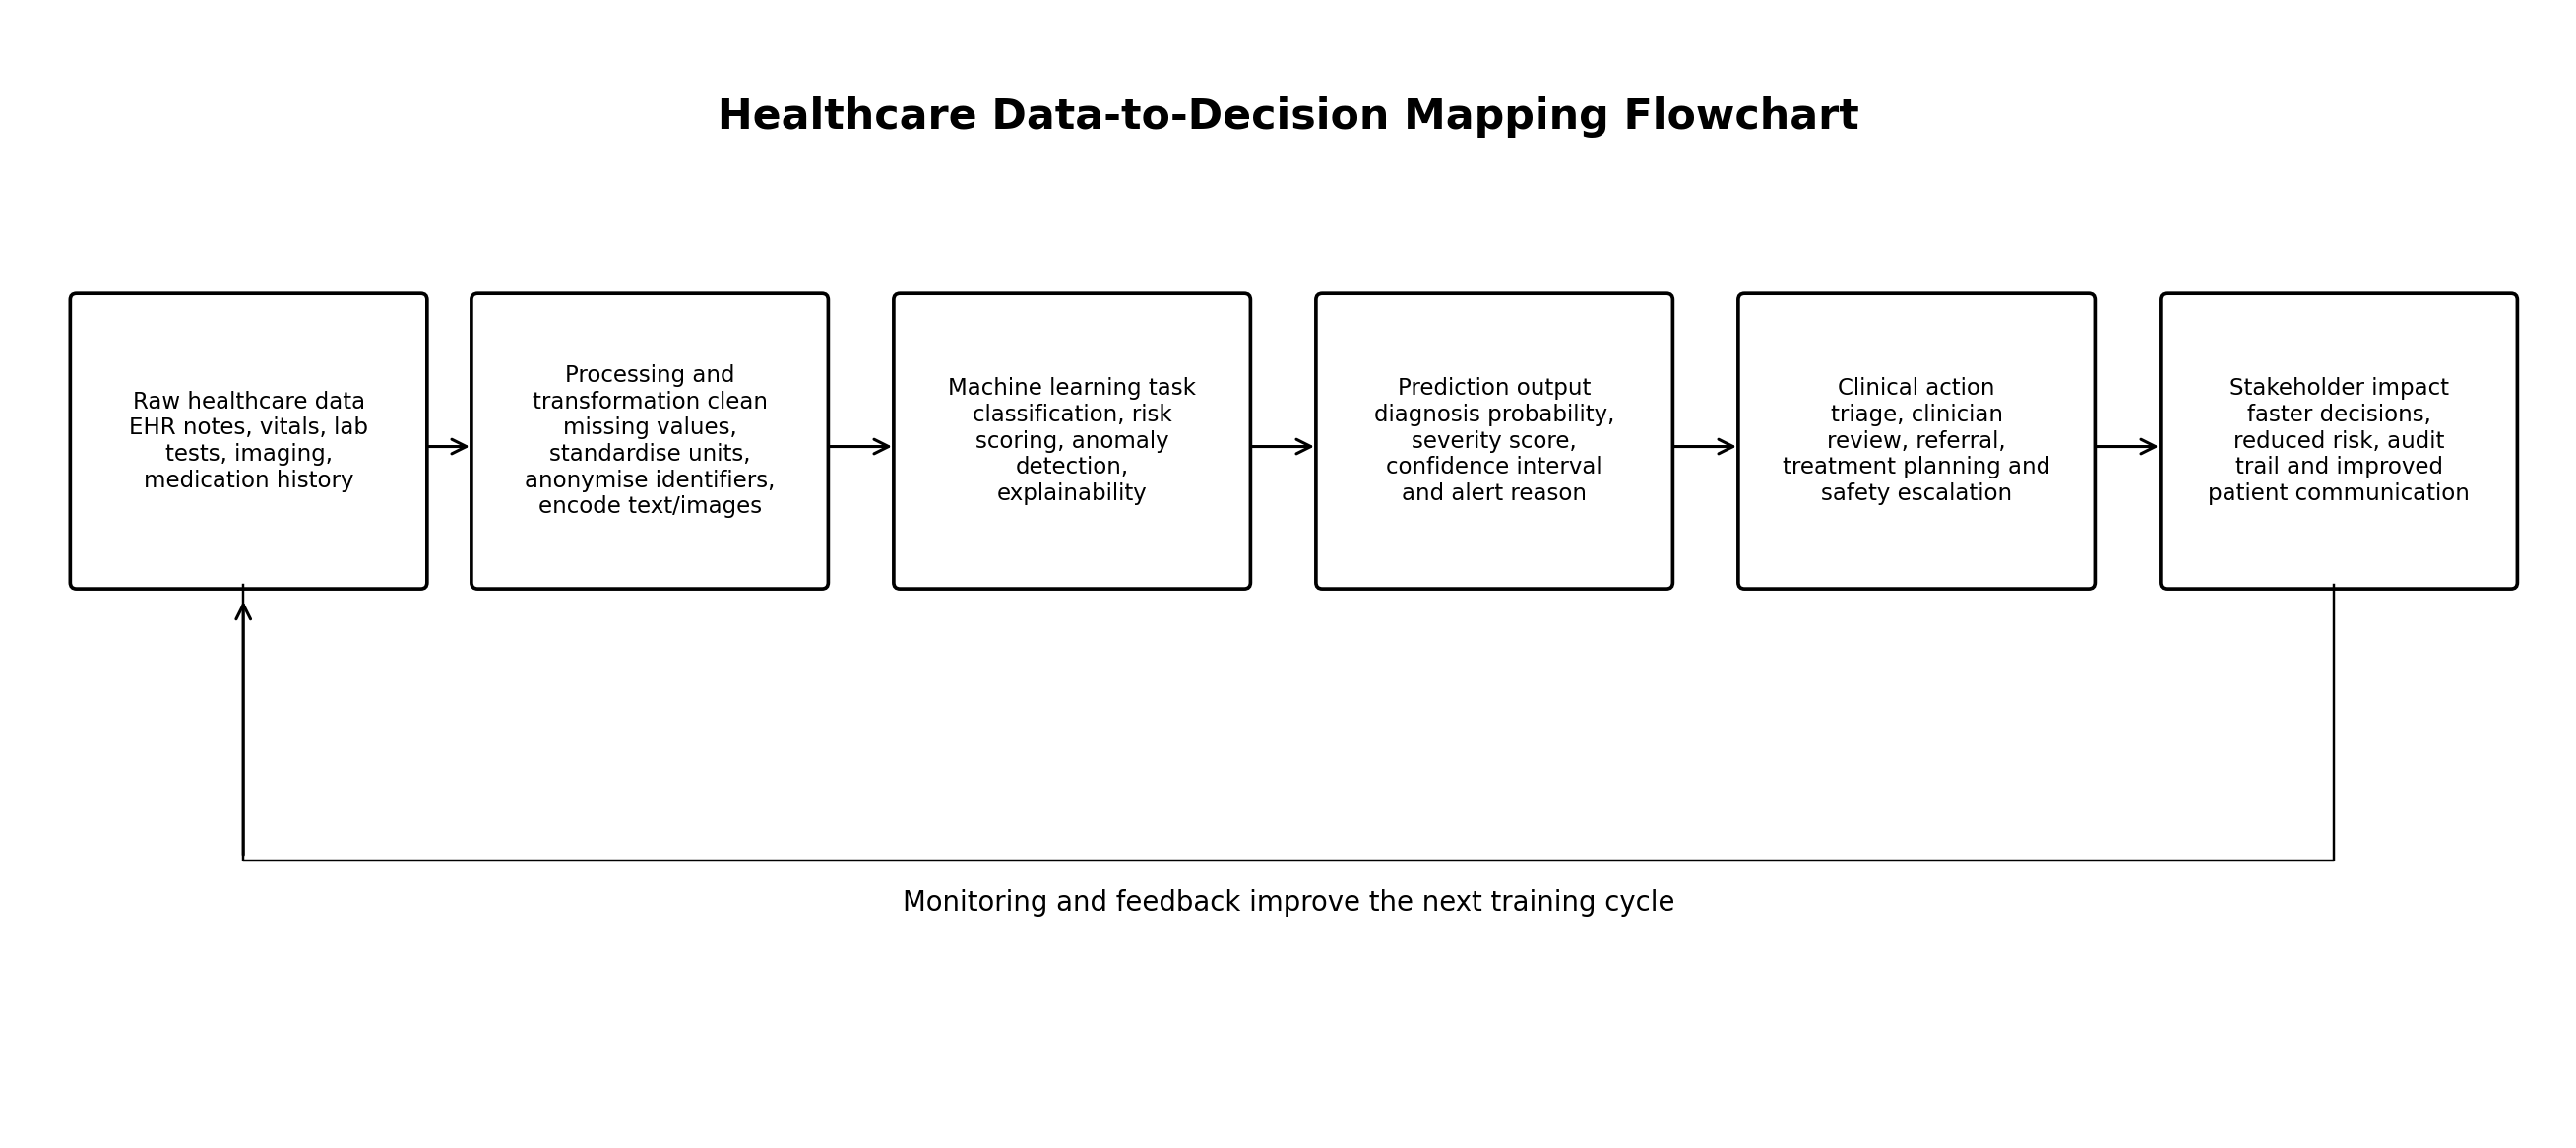 Healthcare Data-to-Decision Mapping Flowchart
Raw healthcare data
EHR notes, vitals, lab
tests, imaging,
medication history
Processing and
transformation clean
missing values,
standardise units,
anonymise identifiers,
encode text/images
Machine learning task
classification, risk
scoring, anomaly
detection,
explainability
Prediction output
diagnosis probability,
severity score,
confidence interval
and alert reason
Clinical action
triage, clinician
review, referral,
treatment planning and
safety escalation
Stakeholder impact
faster decisions,
reduced risk, audit
trail and improved
patient communication
Monitoring and feedback improve the next training cycle